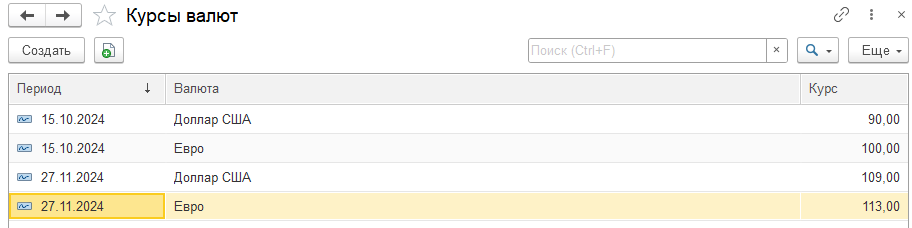 Курсы валют
Создать Поиск (Ctrl+F) × Еще
Период ↓ Валюта Курс
15.10.2024 Доллар США 90,00
15.10.2024 Евро 100,00
27.11.2024 Доллар США 109,00
27.11.2024 Евро 113,00